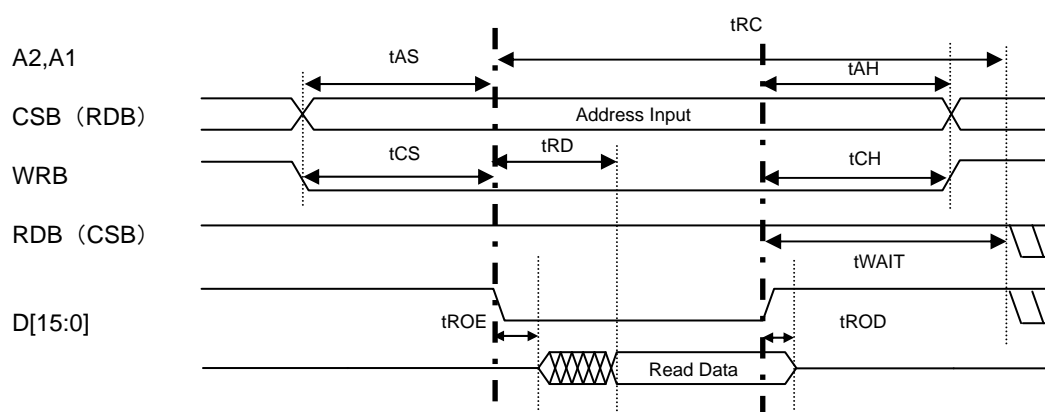 tRC
A2,A1
tAS
tAH
CSB（RDB）
Address Input
tCS
tRD
tCH
WRB
RDB（CSB）
tWAIT
D[15:0]
tROE
tROD
Read Data